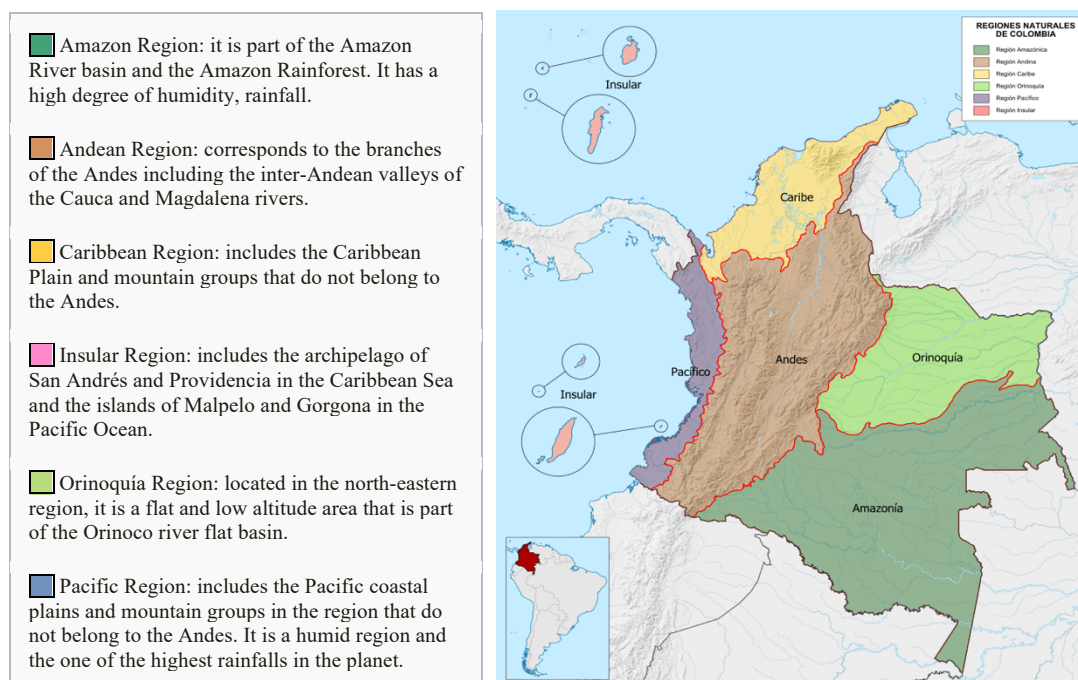 Amazon Region: it is part of the Amazon
River basin and the Amazon Rainforest. It has a
high degree of humidity, rainfall.
Andean Region: corresponds to the branches
of the Andes including the inter-Andean valleys of
the Cauca and Magdalena rivers.
Caribbean Region: includes the Caribbean
Plain and mountain groups that do not belong to
the Andes.
Insular Region: includes the archipelago of
San Andrés and Providencia in the Caribbean Sea
and the islands of Malpelo and Gorgona in the
Pacific Ocean.
Orinoquía Region: located in the north-eastern
region, it is a flat and low altitude area that is part
of the Orinoco river flat basin.
Pacific Region: includes the Pacific coastal
plains and mountain groups in the region that do
not belong to the Andes. It is a humid region and
the one of the highest rainfalls in the planet.
REGIONES NATURALES
DE COLOMBIA
Región Amazónica
Región Andina
Región Caribe
Región Orinoquía
Región Pacífico
Región Insular
Insular
Caribe
Andes
Orinoquía
Pacífico
Insular
Amazonía